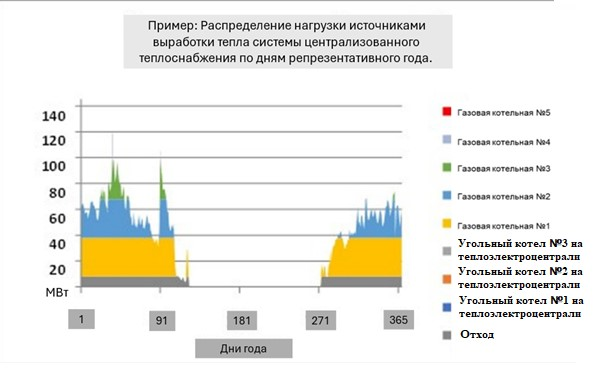 Пример: Распределение нагрузки источниками
выработки тепла системы централизованного
теплоснабжения по дням репрезентативного года.
140
120
100
80
60
40
20
МВт
1
91
181
271
365
Дни года
Газовая котельная №5
Газовая котельная №4
Газовая котельная №3
Газовая котельная №2
Газовая котельная №1
Угольный котел №3 на
теплоэлектроцентрали
Угольный котел №2 на
теплоэлектроцентрали
Угольный котел №1 на
теплоэлектроцентрали
Отход